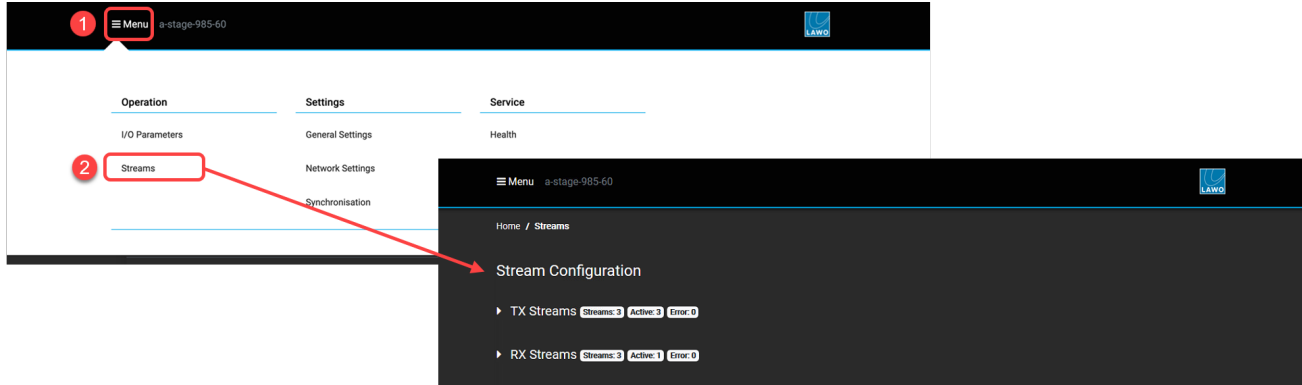 1
≡ Menu a-stage-985-60
LAWO
Operation Settings Service
I/O Parameters General Settings Health
2
Streams Network Settings
Synchronisation
≡ Menu a-stage-985-60
LAWO
Home / Streams
Stream Configuration
TX Streams Streams: 3 Active: 3 Error: 0
RX Streams Streams: 3 Active: 1 Error: 0